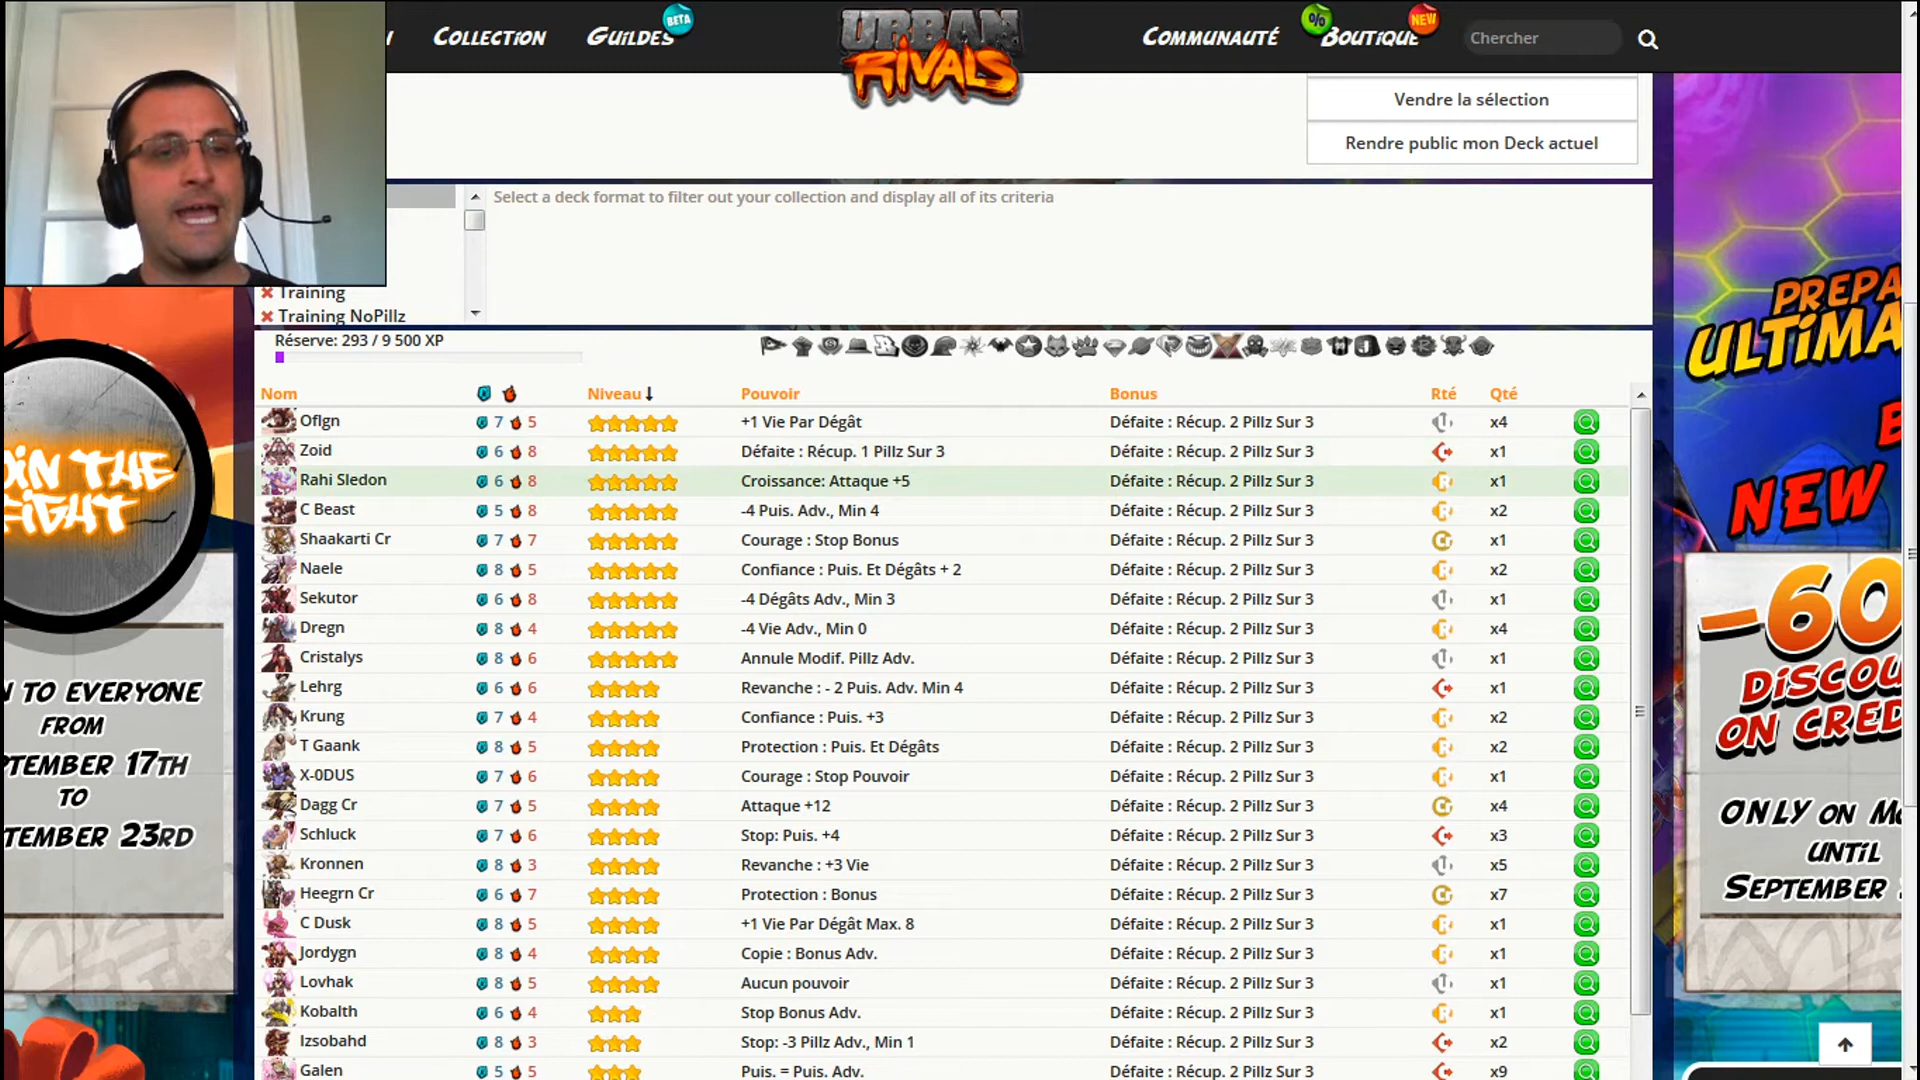 COLLECTION
GUILDES
BETA
URBAN
RIVALS
COMMUNAUTÉ
%
BOUTIQUE
NEW
Chercher
Vendre la sélection
Rendre public mon Deck actuel
Select a deck format to filter out your collection and display all of its criteria
Training
Training NoPillz
Réserve: 293 / 9 500 XP
Nom Niveau Pouvoir Bonus Rté Qté
Oflgn 7 5 +1 Vie Par Dégât Défaite : Récup. 2 Pillz Sur 3 x4
Zoid 6 8 Défaite : Récup. 1 Pillz Sur 3 Défaite : Récup. 2 Pillz Sur 3 x1
Rahi Sledon 6 8 Croissance: Attaque +5 Défaite : Récup. 2 Pillz Sur 3 x1
C Beast 5 8 -4 Puis. Adv., Min 4 Défaite : Récup. 2 Pillz Sur 3 x2
Shaakarti Cr 7 7 Courage : Stop Bonus Défaite : Récup. 2 Pillz Sur 3 x1
Naele 8 5 Confiance : Puis. Et Dégâts + 2 Défaite : Récup. 2 Pillz Sur 3 x2
Sekutor 6 8 -4 Dégâts Adv., Min 3 Défaite : Récup. 2 Pillz Sur 3 x1
Dregn 8 4 -4 Vie Adv., Min 0 Défaite : Récup. 2 Pillz Sur 3 x4
Cristalys 8 6 Annule Modif. Pillz Adv. Défaite : Récup. 2 Pillz Sur 3 x1
Lehrg 6 6 Revanche : - 2 Puis. Adv. Min 4 Défaite : Récup. 2 Pillz Sur 3 x1
Krung 7 4 Confiance : Puis. +3 Défaite : Récup. 2 Pillz Sur 3 x2
T Gaank 8 5 Protection : Puis. Et Dégâts Défaite : Récup. 2 Pillz Sur 3 x2
X-0DUS 7 6 Courage : Stop Pouvoir Défaite : Récup. 2 Pillz Sur 3 x1
Dagg Cr 7 5 Attaque +12 Défaite : Récup. 2 Pillz Sur 3 x4
Schluck 7 6 Stop: Puis. +4 Défaite : Récup. 2 Pillz Sur 3 x3
Kronnen 8 3 Revanche : +3 Vie Défaite : Récup. 2 Pillz Sur 3 x5
Heegrn Cr 6 7 Protection : Bonus Défaite : Récup. 2 Pillz Sur 3 x7
C Dusk 8 5 +1 Vie Par Dégât Max. 8 Défaite : Récup. 2 Pillz Sur 3 x1
Jordygn 8 4 Copie : Bonus Adv. Défaite : Récup. 2 Pillz Sur 3 x1
Lovhak 8 5 Aucun pouvoir Défaite : Récup. 2 Pillz Sur 3 x1
Kobalth 6 4 Stop Bonus Adv. Défaite : Récup. 2 Pillz Sur 3 x1
Izsobahd 8 3 Stop: -3 Pillz Adv., Min 1 Défaite : Récup. 2 Pillz Sur 3 x2
Galen 5 5 Puis. = Puis. Adv. Défaite : Récup. 2 Pillz Sur 3 x9
THE
FIGHT
TO EVERYONE
FROM
17TH
TO
23RD
-60
ON
NEW
ONLY ON
UNTIL
SEPTEMBER